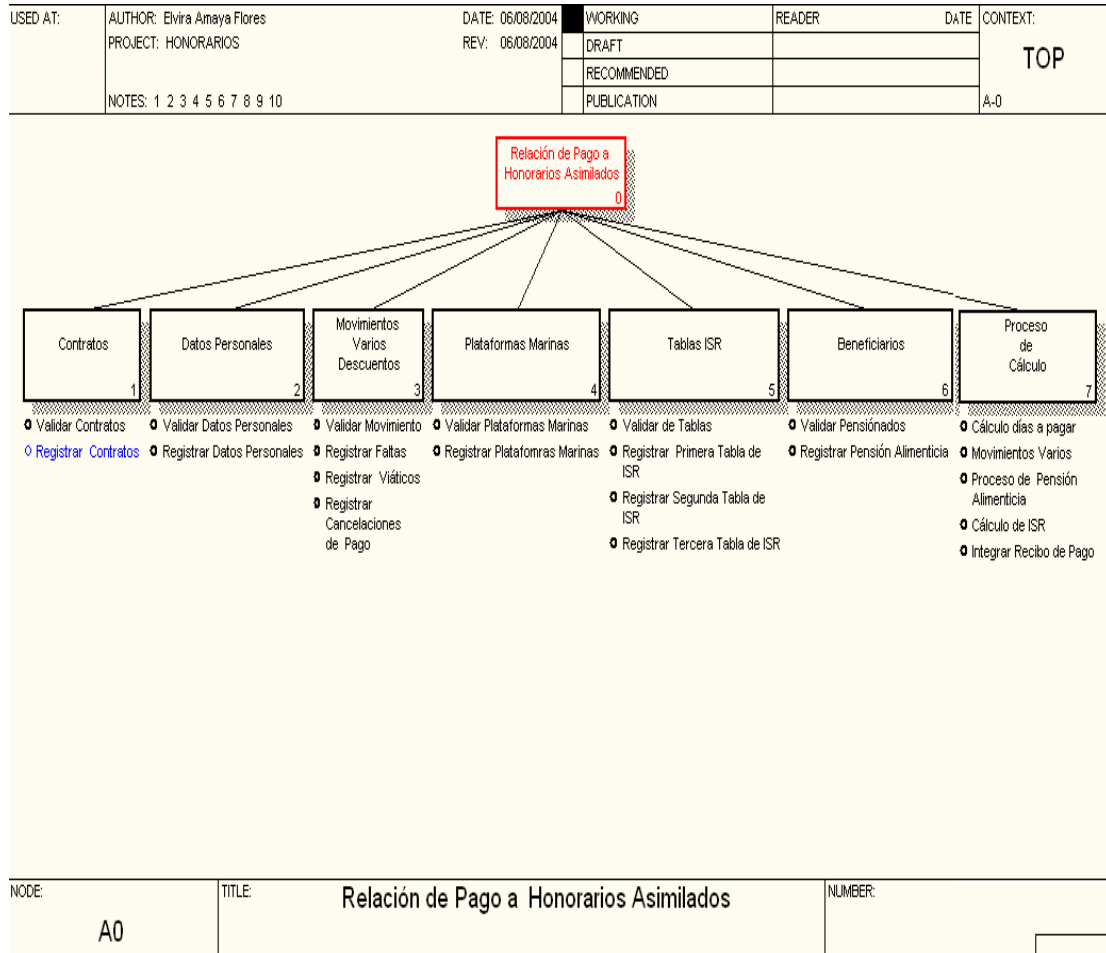 USED AT:
AUTHOR: Elvira Amaya Flores
DATE: 06/08/2004
WORKING
READER
DATE
CONTEXT:
PROJECT: HONORARIOS
REV: 06/08/2004
DRAFT
TOP
RECOMMENDED
NOTES: 1 2 3 4 5 6 7 8 9 10
PUBLICATION
A-0
Relación de Pago a
Honorarios Asimilados
0
Contratos
1
Datos Personales
2
Movimientos
Varios
Descuentos
3
Plataformas Marinas
4
Tablas ISR
5
Beneficiarios
6
Proceso
de
Cálculo
7
Validar Contratos
Registrar Contratos
Validar Datos Personales
Registrar Datos Personales
Validar Movimiento
Registrar Faltas
Registrar Viáticos
Registrar
Cancelaciones
de Pago
Validar Plataformas Marinas
Registrar Platafomras Marinas
Validar de Tablas
Registrar Primera Tabla de
ISR
Registrar Segunda Tabla de
ISR
Registrar Tercera Tabla de ISR
Validar Pensiónados
Registrar Pensión Alimenticia
Cálculo días a pagar
Movimientos Varios
Proceso de Pensión
Alimenticia
Cálculo de ISR
Integrar Recibo de Pago
NODE:
A0
TITLE:
Relación de Pago a Honorarios Asimilados
NUMBER: